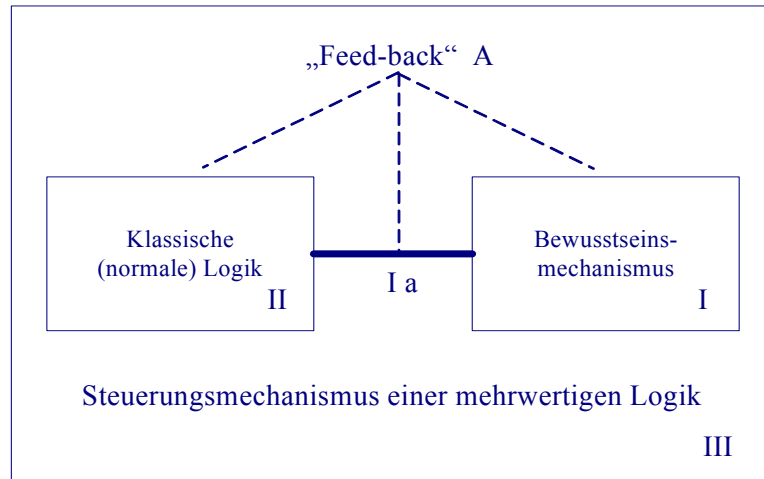 „Feed-back“ A
Klassische
(normale) Logik
II
I a
Bewusstseins-
mechanismus
I
Steuerungsmechanismus einer mehrwertigen Logik
III